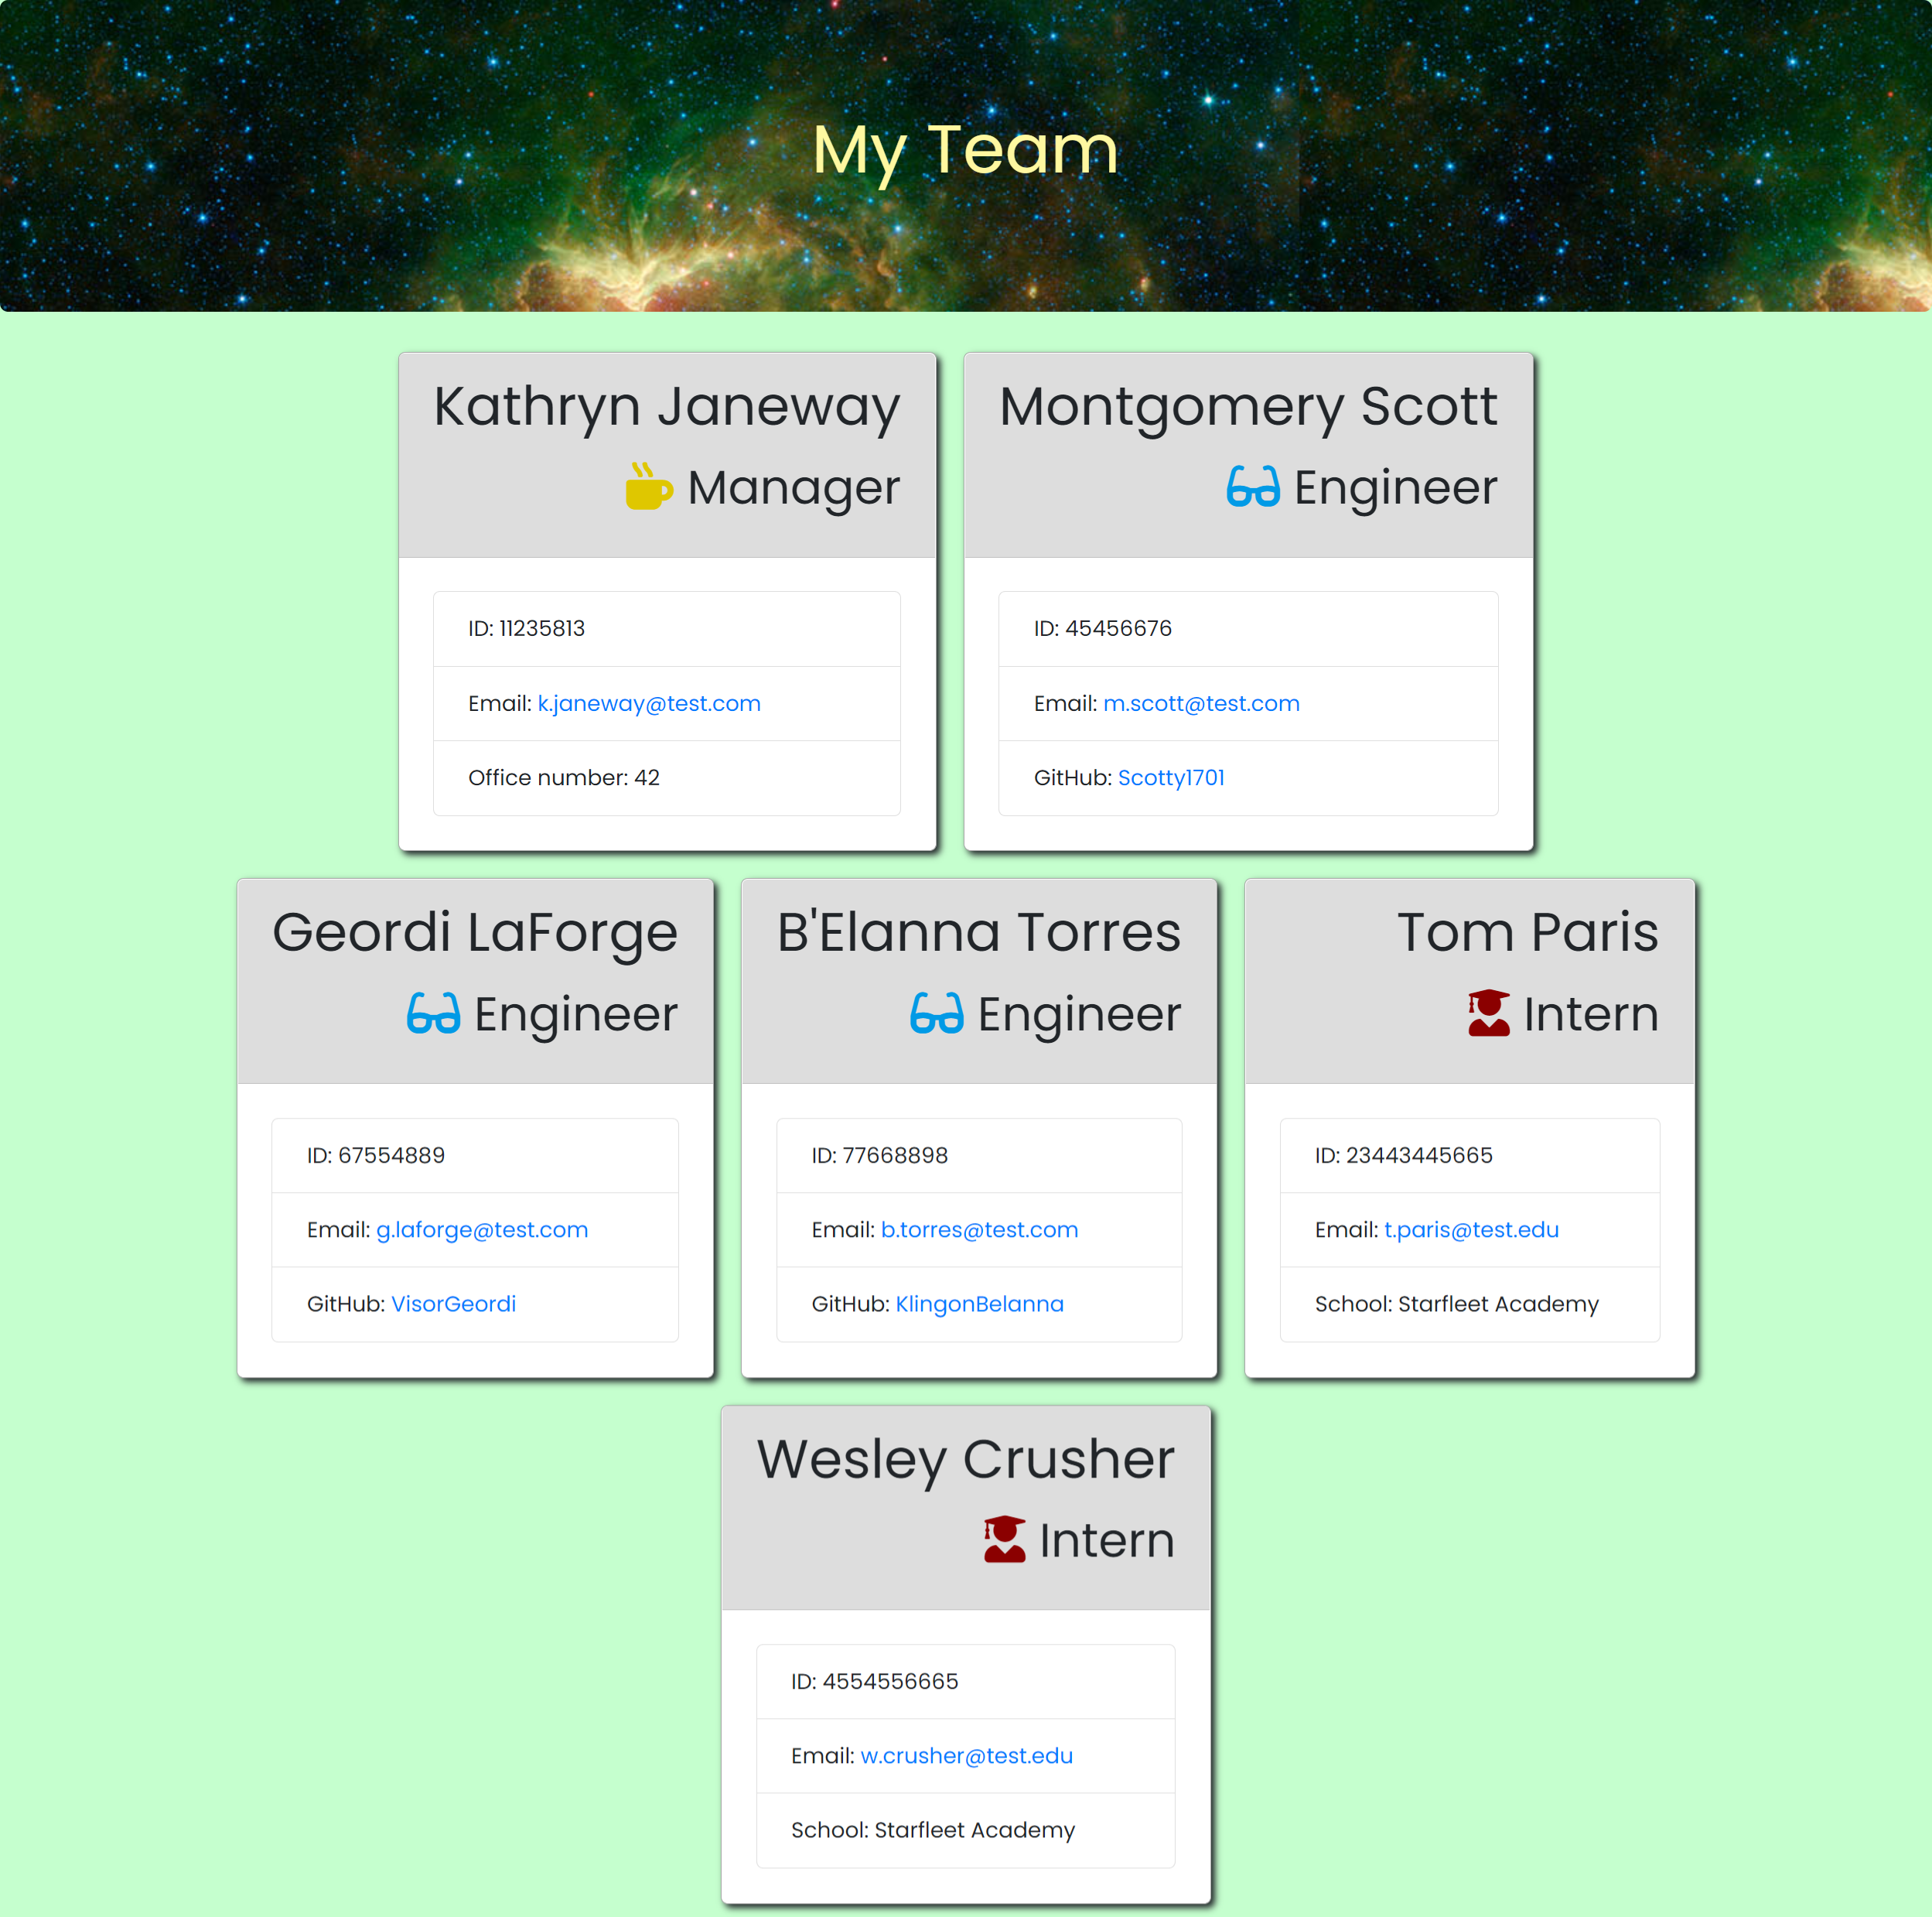 My Team
Kathryn Janeway
Manager
ID: 11235813
Email: k.janeway@test.com
Office number: 42
Montgomery Scott
Engineer
ID: 45456676
Email: m.scott@test.com
GitHub: Scotty1701
Geordi LaForge
Engineer
ID: 67554889
Email: g.laforge@test.com
GitHub: VisorGeordi
B'Elanna Torres
Engineer
ID: 77668898
Email: b.torres@test.com
GitHub: KlingonBelanna
Tom Paris
Intern
ID: 23443445665
Email: t.paris@test.edu
School: Starfleet Academy
Wesley Crusher
Intern
ID: 4554556665
Email: w.crusher@test.edu
School: Starfleet Academy